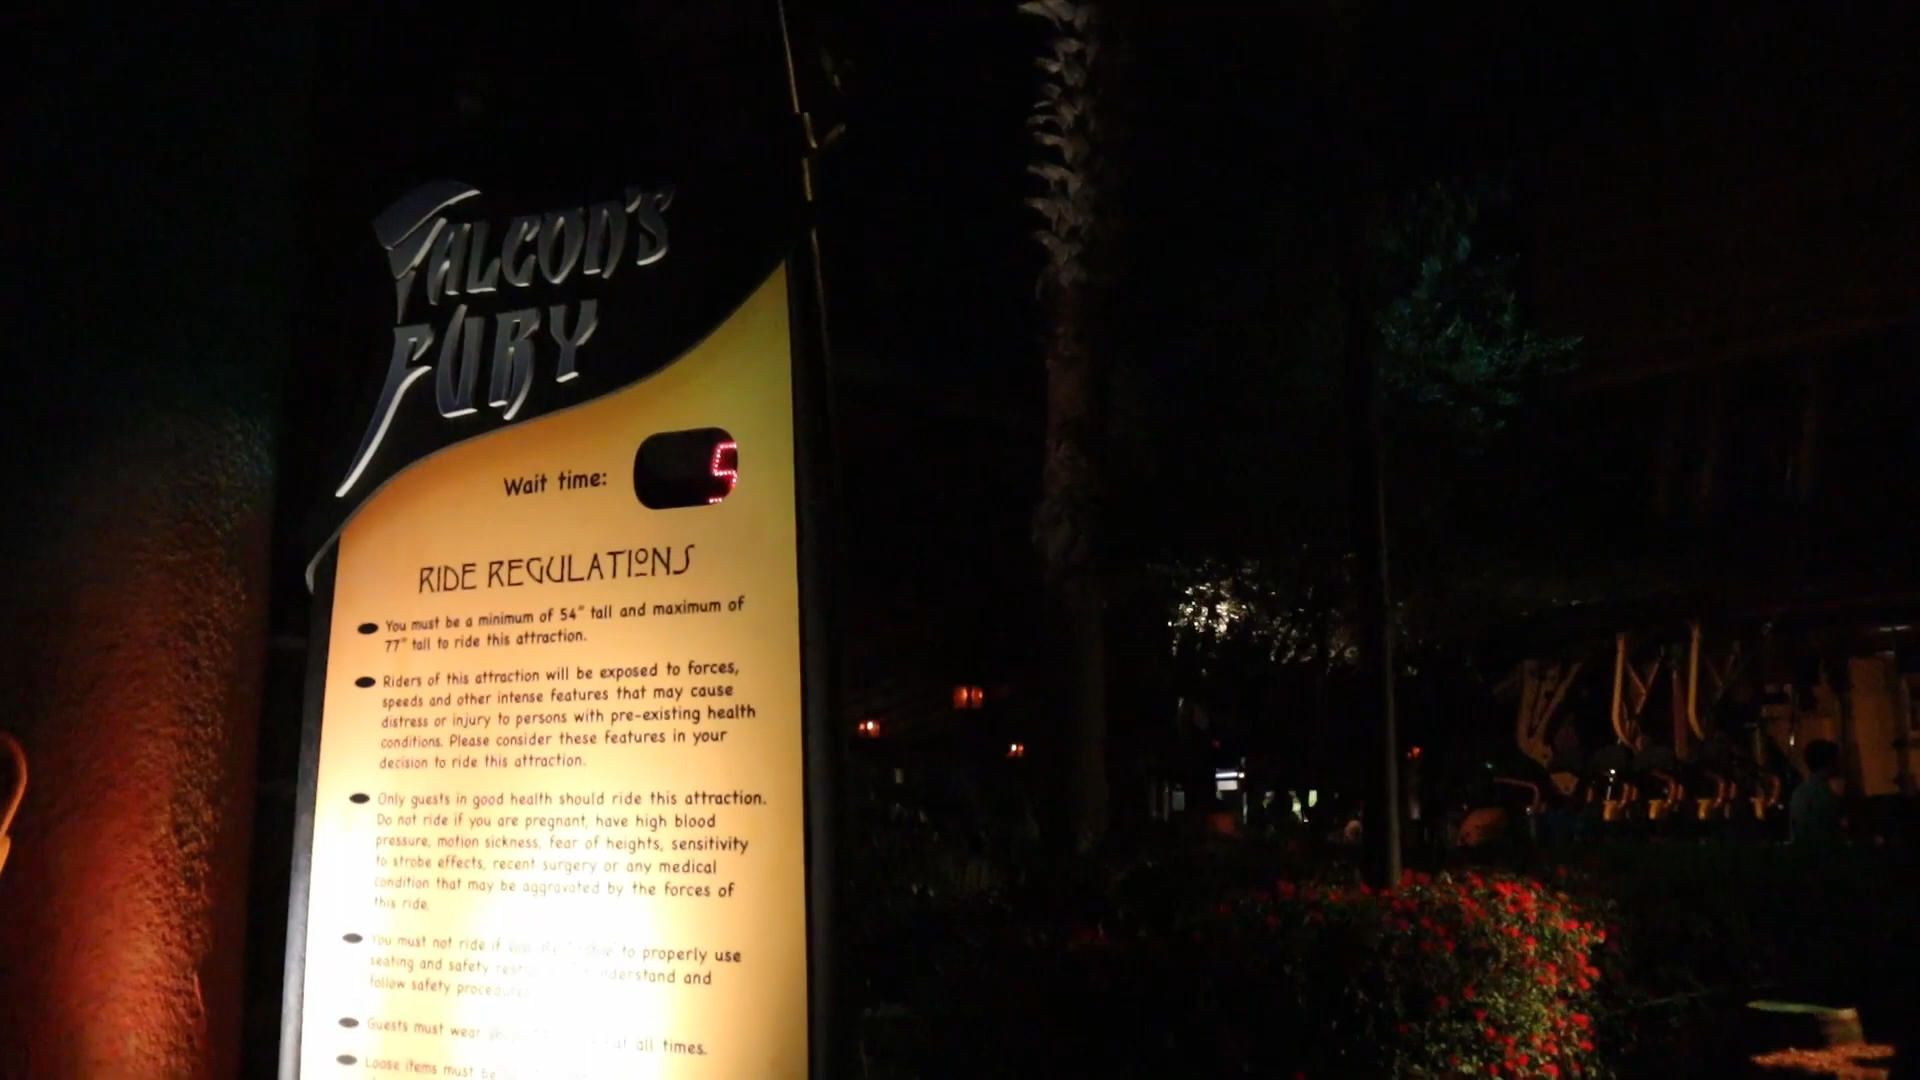 FALCON'S
FURY
Wait time: 5
RIDE REGULATIONS
You must be a minimum of 54" tall and maximum of
77" tall to ride this attraction.
Riders of this attraction will be exposed to forces,
speeds and other intense features that may cause
distress or injury to persons with pre-existing health
conditions. Please consider these features in your
decision to ride this attraction.
Only guests in good health should ride this attraction.
Do not ride if you are pregnant, have high blood
pressure, motion sickness, fear of heights, sensitivity
to strobe effects, recent surgery or any medical
condition that may be aggravated by the forces of
this ride.
You must not ride if to properly use
seating and safety understand and
follow safety procedures
Guests must wear at all times.
Loose items must be